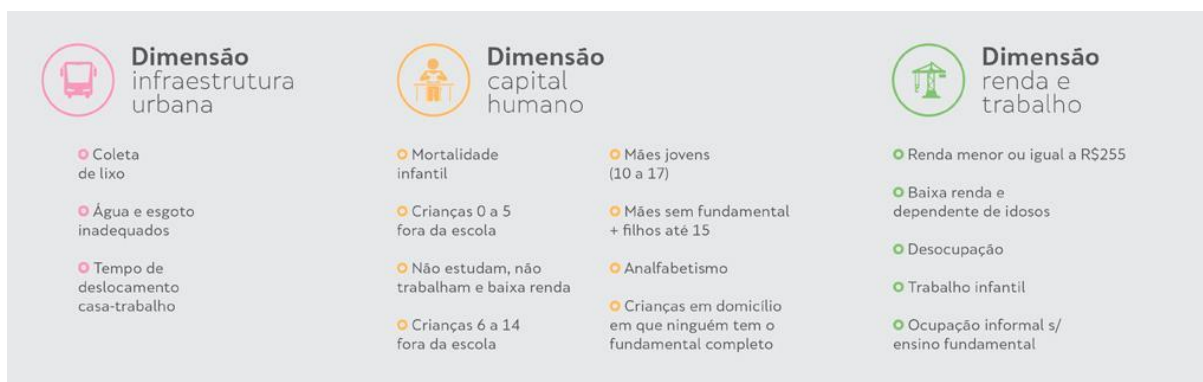 Dimensão
infraestrutura
urbana
Coleta
de lixo
Água e esgoto
inadequados
Tempo de
deslocamento
casa-trabalho
Dimensão
capital
humano
Mortalidade
infantil
Crianças 0 a 5
fora da escola
Não estudam, não
trabalham e baixa renda
Crianças 6 a 14
fora da escola
Mães jovens
(10 a 17)
Mães sem fundamental
+ filhos até 15
Analfabetismo
Crianças em domicílio
em que ninguém tem o
fundamental completo
Dimensão
renda e
trabalho
Renda menor ou igual a R$255
Baixa renda e
dependente de idosos
Desocupação
Trabalho infantil
Ocupação informal s/
ensino fundamental